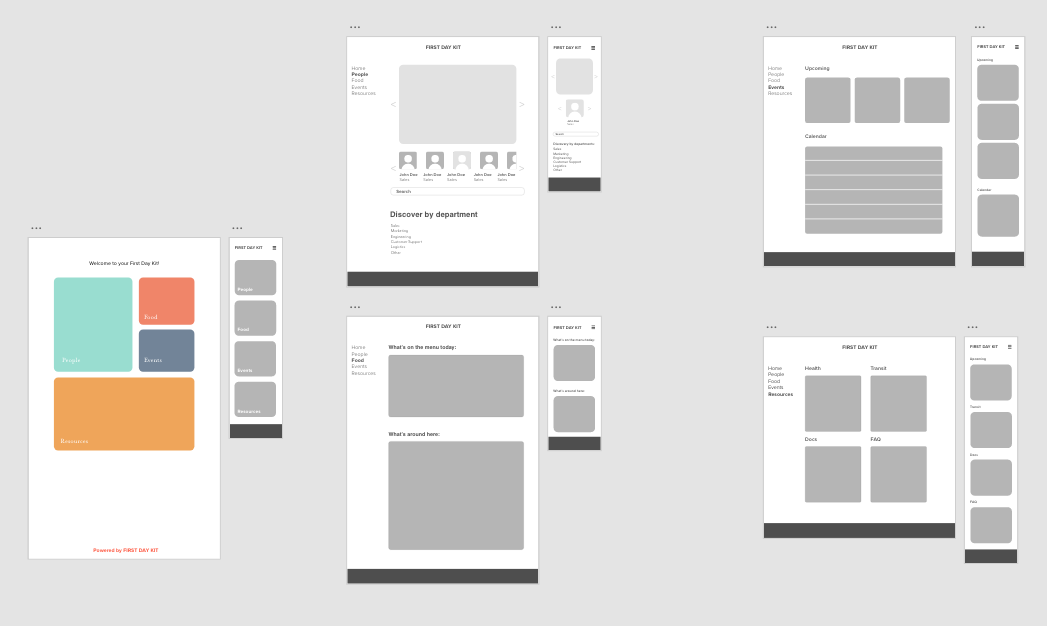 Welcome to your First Day Kit!
People
Food
Events
Resources
Powered by FIRST DAY KIT
FIRST DAY KIT
People
Food
Events
Resources
FIRST DAY KIT
Home
People
Food
Events
Resources
<
>
<
>
John Doe
Sales
John Doe
Sales
John Doe
Sales
John Doe
Sales
John Doe
Sales
Search
Discover by department
Sales
Marketing
Engineering
Customer Support
Logistics
Other
FIRST DAY KIT
John Doe
Sales
Search
Discover by department:
Sales
Marketing
Engineering
Customer Support
Logistics
Other
FIRST DAY KIT
Home
People
Food
Events
Resources
What's on the menu today:
What's around here:
FIRST DAY KIT
What's on the menu today:
What's around here:
FIRST DAY KIT
Home
People
Food
Events
Resources
Upcoming
Calendar
FIRST DAY KIT
Upcoming
Calendar
FIRST DAY KIT
Home
People
Food
Events
Resources
Health
Transit
Docs
FAQ
FIRST DAY KIT
Upcoming
Transit
Docs
FAQ